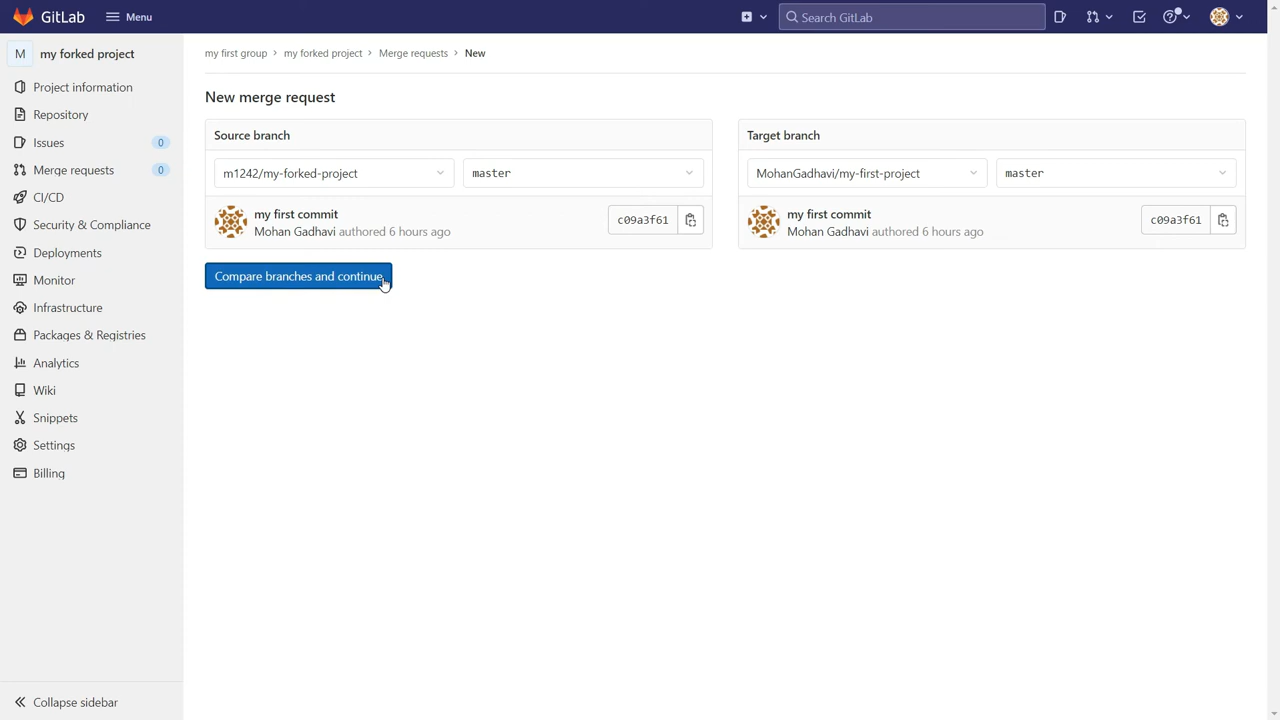 GitLab Menu Search GitLab
M my forked project
my first group › my forked project › Merge requests › New
Project information
Repository
Issues 0
Merge requests 0
CI/CD
Security & Compliance
Deployments
Monitor
Infrastructure
Packages & Registries
Analytics
Wiki
Snippets
Settings
Billing
Collapse sidebar
New merge request
Source branch
m1242/my-forked-project master
my first commit
Mohan Gadhavi authored 6 hours ago
c09a3f61
Target branch
MohanGadhavi/my-first-project master
my first commit
Mohan Gadhavi authored 6 hours ago
c09a3f61
Compare branches and continue